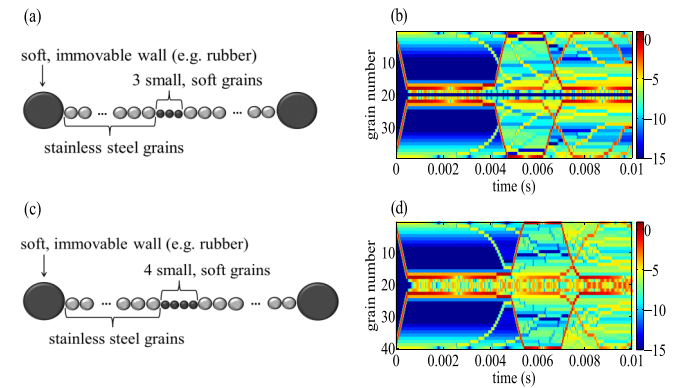 (a)
soft, immovable wall (e.g. rubber)
3 small, soft grains
...
...
stainless steel grains
(b)
grain number
10
20
30
0 0.002 0.004 0.006 0.008 0.01
time (s)
0
−5
−10
−15
(c)
soft, immovable wall (e.g. rubber)
4 small, soft grains
...
...
stainless steel grains
(d)
grain number
10
20
30
40
0 0.002 0.004 0.006 0.008 0.01
time (s)
0
−5
−10
−15